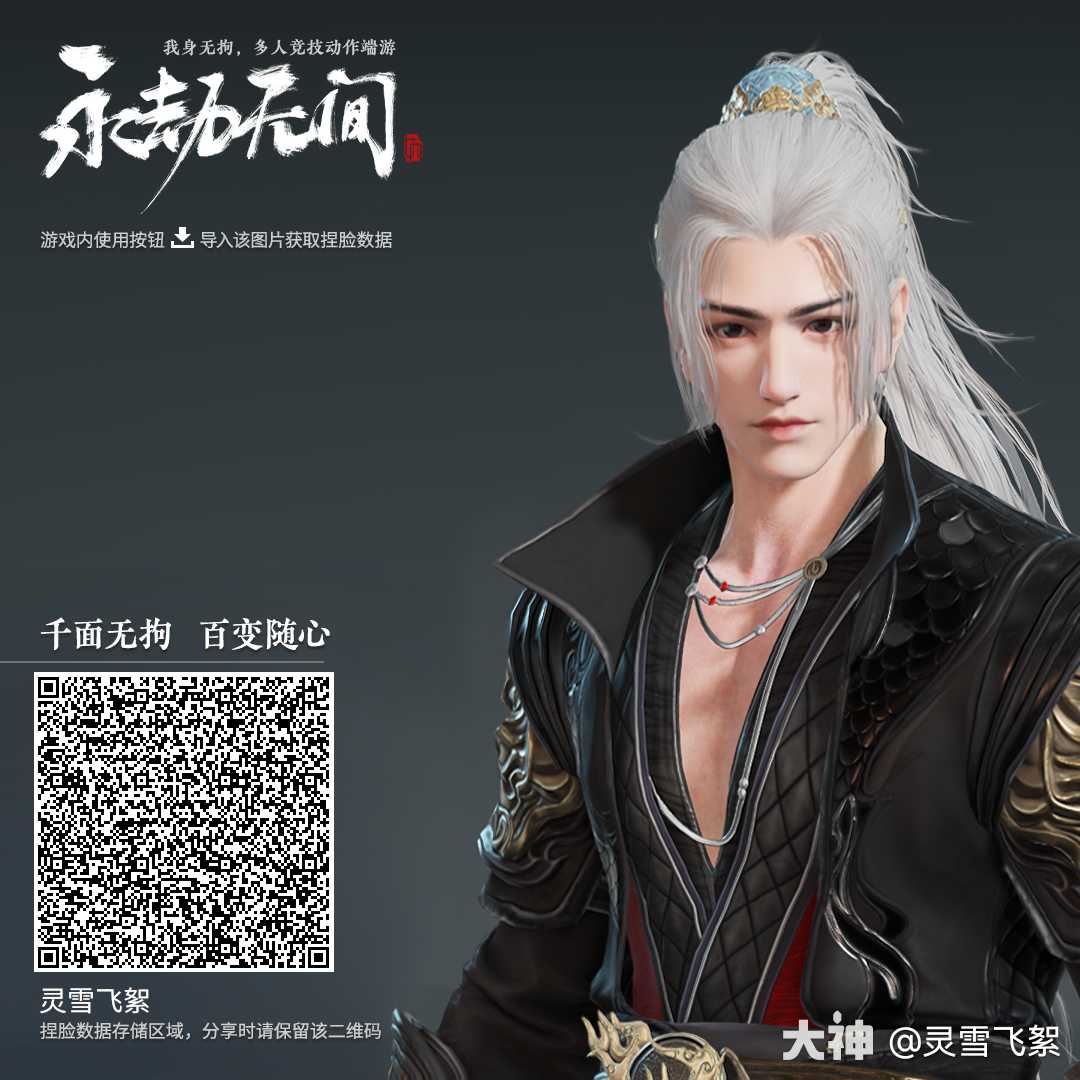 我身无拘，多人竞技动作端游
永劫无间
游戏内使用按钮 导入该图片获取捏脸数据
千面无拘 百变随心
灵雪飞絮
捏脸数据存储区域，分享时请保留该二维码
大神 @灵雪飞絮